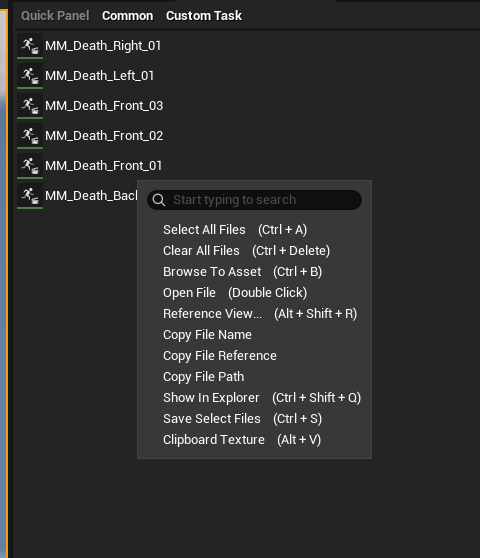 Quick Panel Common Custom Task
MM_Death_Right_01
MM_Death_Left_01
MM_Death_Front_03
MM_Death_Front_02
MM_Death_Front_01
MM_Death_Bac
Start typing to search
Select All Files (Ctrl + A)
Clear All Files (Ctrl + Delete)
Browse To Asset (Ctrl + B)
Open File (Double Click)
Reference View... (Alt + Shift + R)
Copy File Name
Copy File Reference
Copy File Path
Show In Explorer (Ctrl + Shift + Q)
Save Select Files (Ctrl + S)
Clipboard Texture (Alt + V)